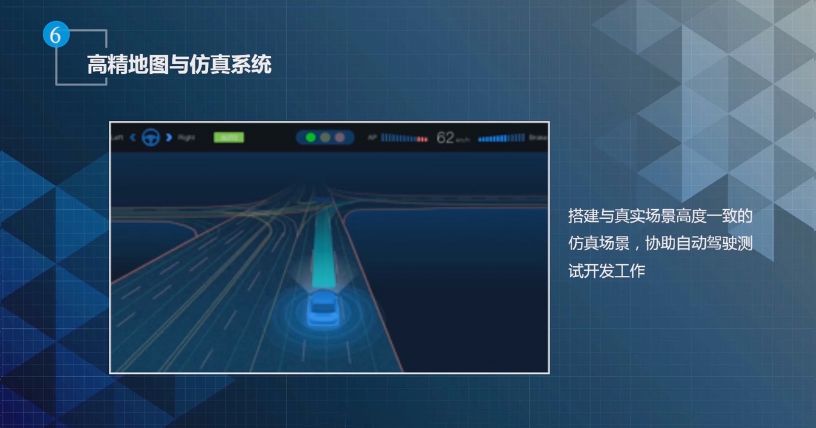 6
高精地图与仿真系统
Left
Right
AUTO
AP
62 km/h
Brake
搭建与真实场景高度一致的
仿真场景，协助自动驾驶测
试开发工作